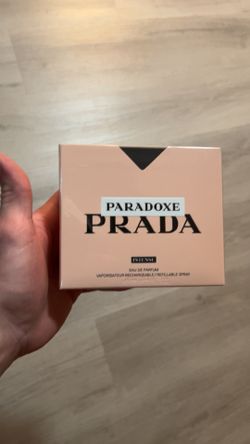 PARADOXE
PRADA
INTENSE
EAU DE PARFUM
VAPORISATEUR RECHARGEABLE / REFILLABLE SPRAY